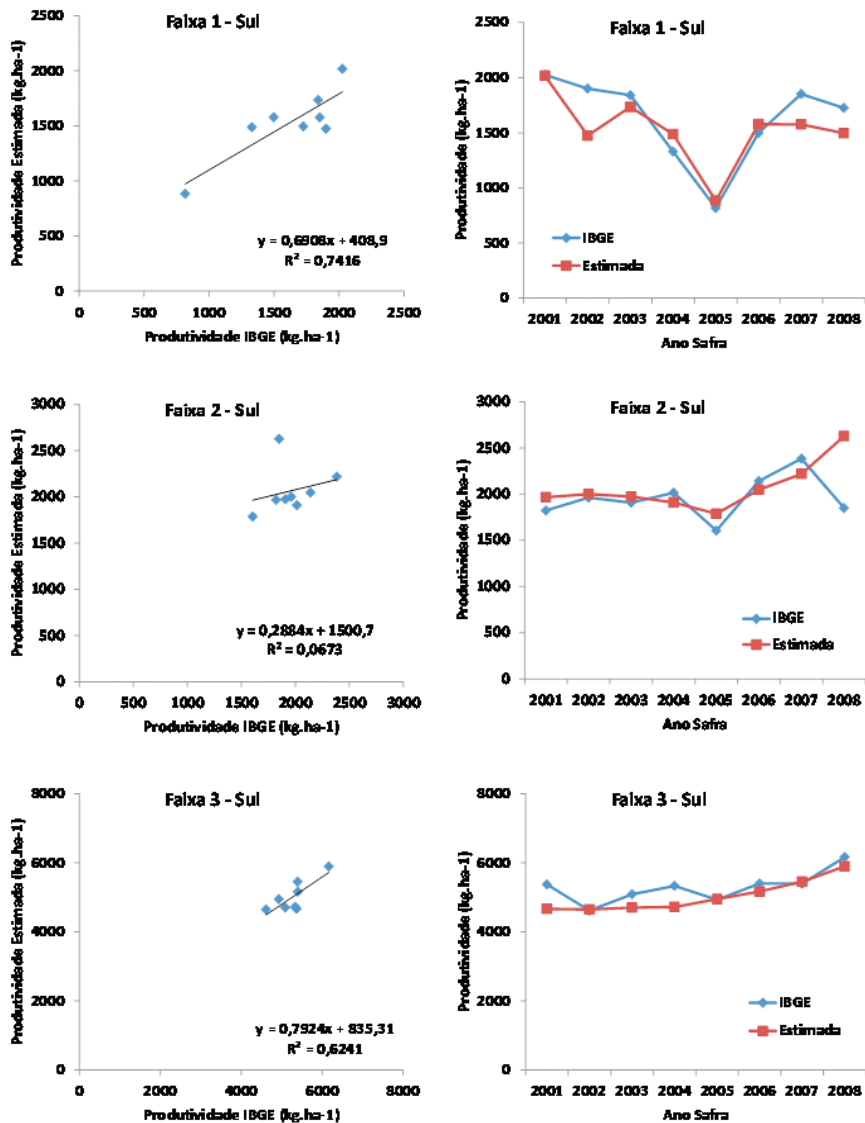 Faixa 1 - Sul
Produtividade Estimada (kg.ha-1)
2500
2000
1500
1000
500
0
y = 0,6908x + 408,9
R² = 0,7416
0 500 1000 1500 2000 2500
Produtividade IBGE (kg.ha-1)
Faixa 1 - Sul
Produtividade (kg.ha-1)
2500
2000
1500
1000
500
0
IBGE
Estimada
2001 2002 2003 2004 2005 2006 2007 2008
Ano Safra
Faixa 2 - Sul
Produtividade Estimada (kg.ha-1)
3000
2500
2000
1500
1000
500
0
y = 0,2884x + 1500,7
R² = 0,0673
0 500 1000 1500 2000 2500 3000
Produtividade IBGE (kg.ha-1)
Faixa 2 - Sul
Produtividade (kg.ha-1)
3000
2500
2000
1500
1000
500
0
IBGE
Estimada
2001 2002 2003 2004 2005 2006 2007 2008
Ano Safra
Faixa 3 - Sul
Produtividade Estimada (kg.ha-1)
8000
6000
4000
2000
0
y = 0,7924x + 835,31
R² = 0,6241
0 2000 4000 6000 8000
Produtividade IBGE (kg.ha-1)
Faixa 3 - Sul
Produtividade (kg.ha-1)
8000
6000
4000
2000
0
IBGE
Estimada
2001 2002 2003 2004 2005 2006 2007 2008
Ano Safra